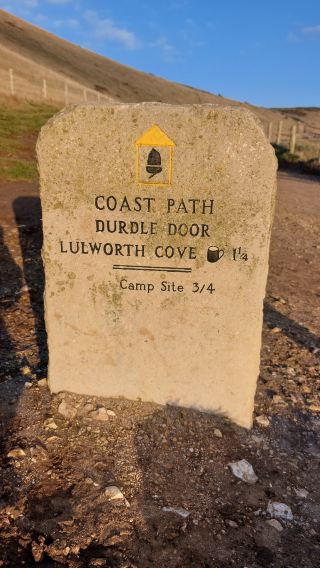 COAST PATH
DURDLE DOOR
LULWORTH COVE 1¼
Camp Site 3/4